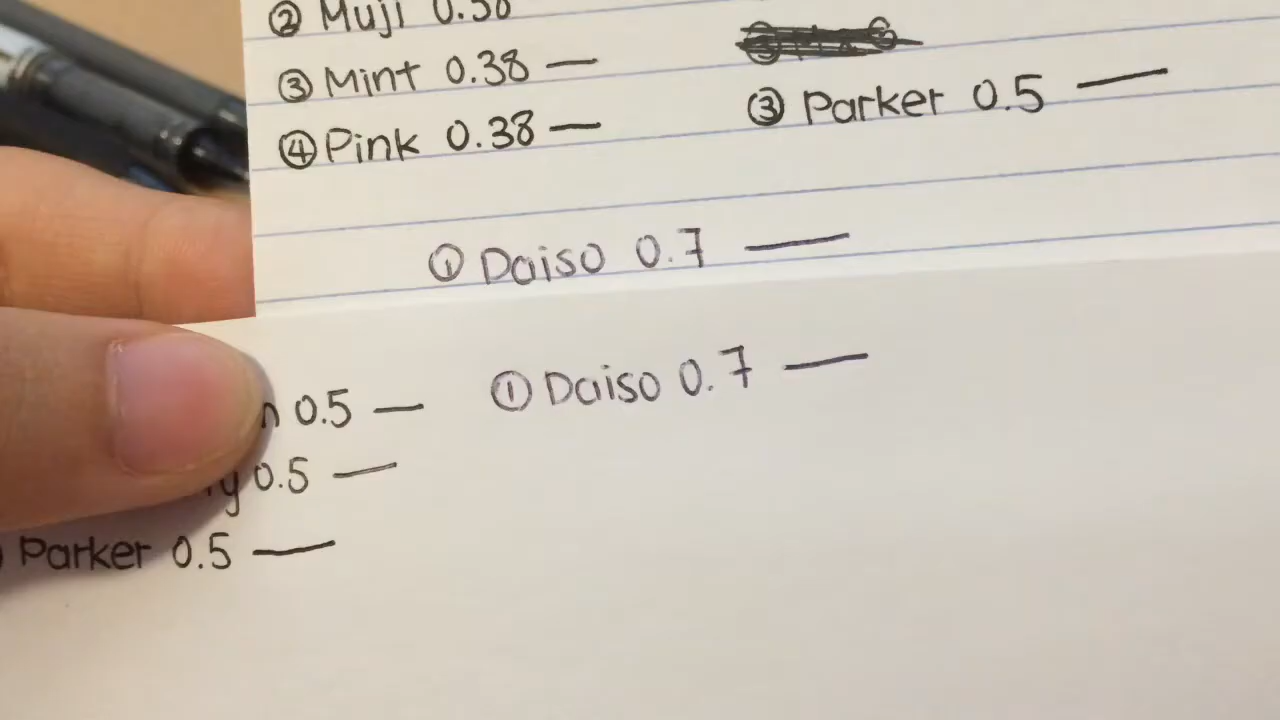 ② Muji 0.38
③ Mint 0.38 —
④ Pink 0.38 —
③ Parker 0.5 —
① Daiso 0.7 —
① Daiso 0.7 —
0.5 —
0.5 —
Parker 0.5 —